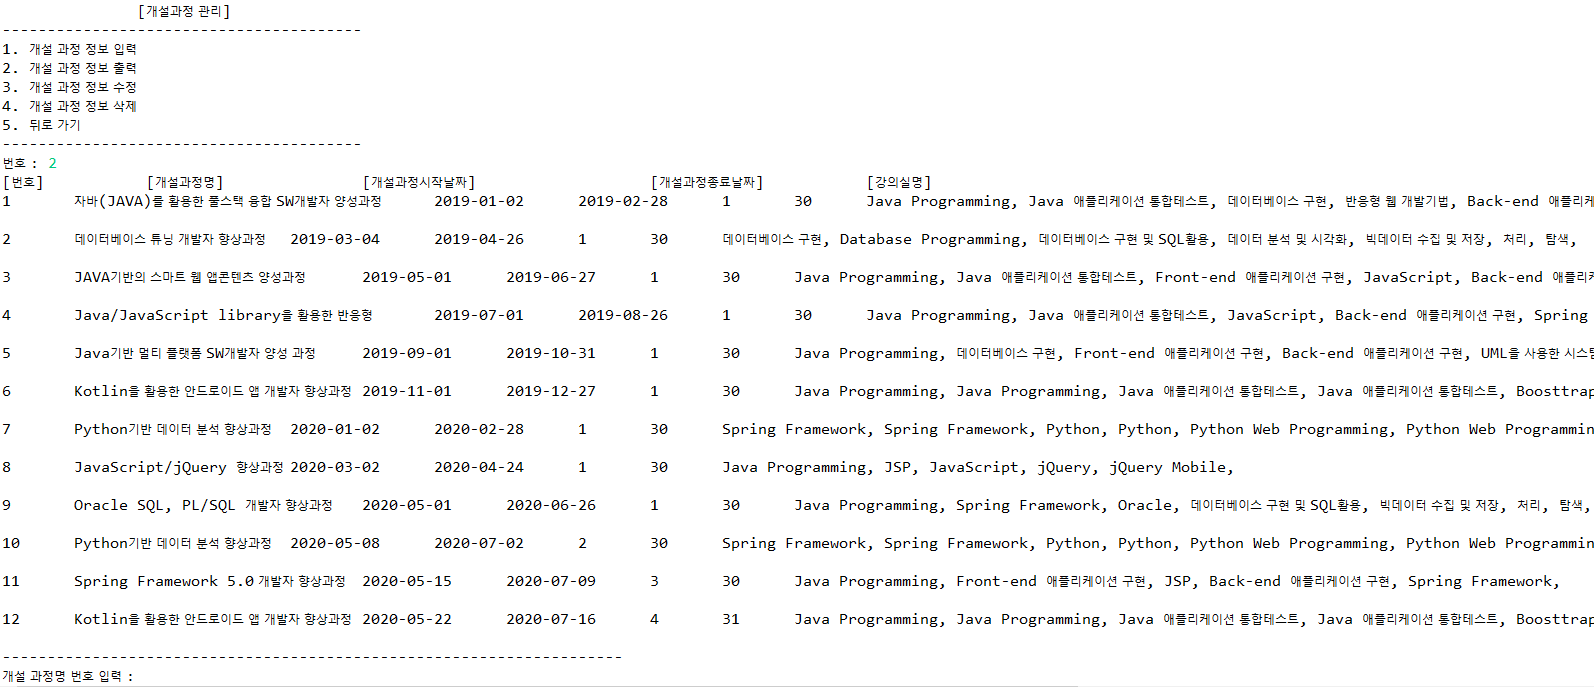 [개설과정 관리]
----------------------------------------
1. 개설 과정 정보 입력
2. 개설 과정 정보 출력
3. 개설 과정 정보 수정
4. 개설 과정 정보 삭제
5. 뒤로 가기
----------------------------------------
번호 : 2
[번호] [개설과정명] [개설과정시작날짜] [개설과정종료날짜] [강의실명]
1 자바(JAVA)를 활용한 풀스택 융합 SW개발자 양성과정 2019-01-02 2019-02-28 1 30 Java Programming, Java 애플리케이션 통합테스트, 데이터베이스 구현, 반응형 웹 개발기법, Back-end 애플리케
2 데이터베이스 튜닝 개발자 향상과정 2019-03-04 2019-04-26 1 30 데이터베이스 구현, Database Programming, 데이터베이스 구현 및 SQL활용, 데이터 분석 및 시각화, 빅데이터 수집 및 저장, 처리, 탐색,
3 JAVA기반의 스마트 웹 앱콘텐츠 양성과정 2019-05-01 2019-06-27 1 30 Java Programming, Java 애플리케이션 통합테스트, Front-end 애플리케이션 구현, JavaScript, Back-end 애플리케
4 Java/JavaScript library을 활용한 반응형 2019-07-01 2019-08-26 1 30 Java Programming, Java 애플리케이션 통합테스트, JavaScript, Back-end 애플리케이션 구현, Spring
5 Java기반 멀티 플랫폼 SW개발자 양성 과정 2019-09-01 2019-10-31 1 30 Java Programming, 데이터베이스 구현, Front-end 애플리케이션 구현, Back-end 애플리케이션 구현, UML을 사용한 시스템
6 Kotlin을 활용한 안드로이드 앱 개발자 향상과정 2019-11-01 2019-12-27 1 30 Java Programming, Java Programming, Java 애플리케이션 통합테스트, Java 애플리케이션 통합테스트, Boosttrap
7 Python기반 데이터 분석 향상과정 2020-01-02 2020-02-28 1 30 Spring Framework, Spring Framework, Python, Python, Python Web Programming, Python Web Programmin
8 JavaScript/jQuery 향상과정 2020-03-02 2020-04-24 1 30 Java Programming, JSP, JavaScript, jQuery, jQuery Mobile,
9 Oracle SQL, PL/SQL 개발자 향상과정 2020-05-01 2020-06-26 1 30 Java Programming, Spring Framework, Oracle, 데이터베이스 구현 및 SQL활용, 빅데이터 수집 및 저장, 처리, 탐색,
10 Python기반 데이터 분석 향상과정 2020-05-08 2020-07-02 2 30 Spring Framework, Spring Framework, Python, Python, Python Web Programming, Python Web Programmin
11 Spring Framework 5.0 개발자 향상과정 2020-05-15 2020-07-09 3 30 Java Programming, Front-end 애플리케이션 구현, JSP, Back-end 애플리케이션 구현, Spring Framework,
12 Kotlin을 활용한 안드로이드 앱 개발자 향상과정 2020-05-22 2020-07-16 4 31 Java Programming, Java Programming, Java 애플리케이션 통합테스트, Java 애플리케이션 통합테스트, Boosttrap
---------------------------------------------------------------------
개설 과정명 번호 입력 :